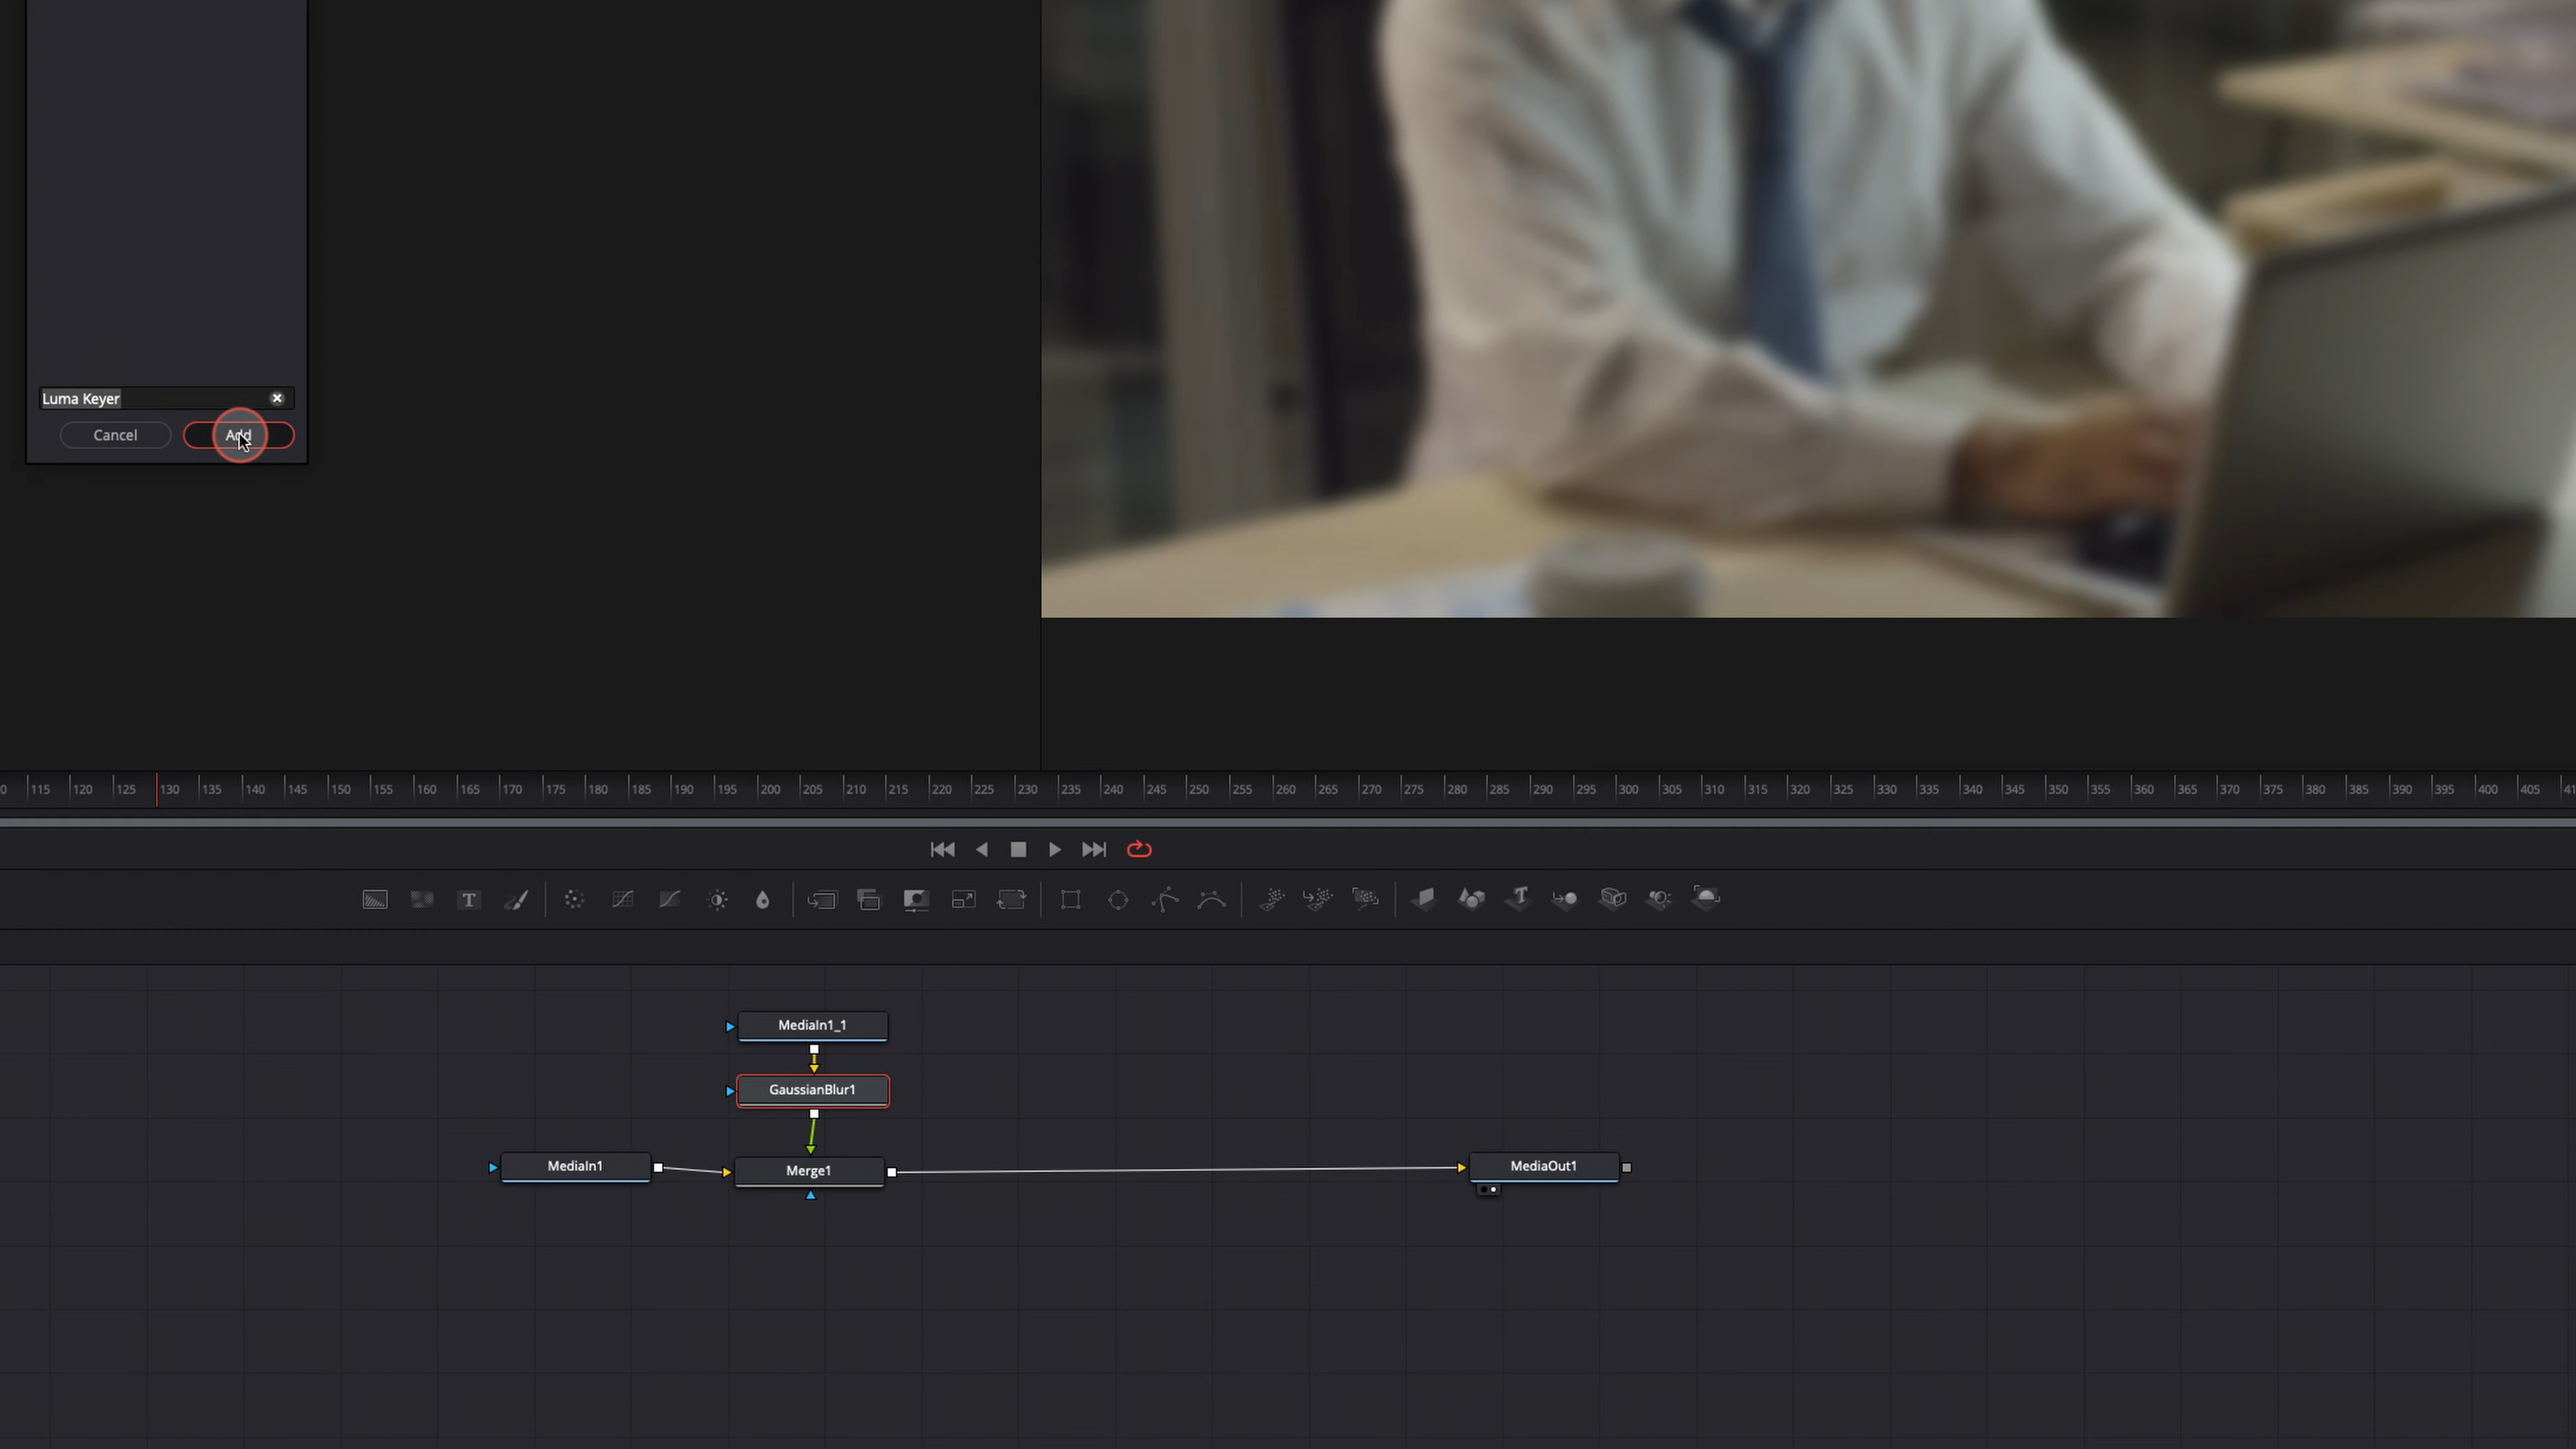 Luma Keyer
Cancel Add
115 120 125 130 135 140 145 150 155 160 165 170 175 180 185 190 195 200 205 210 215 220 225 230 235 240 245 250 255 260 265 270 275 280 285 290 295 300 305 310 315 320 325 330 335 340 345 350 355 360 365 370 375 380 385 390 395 400 405
T
T
MediaIn1_1
GaussianBlur1
MediaIn1 Merge1 MediaOut1